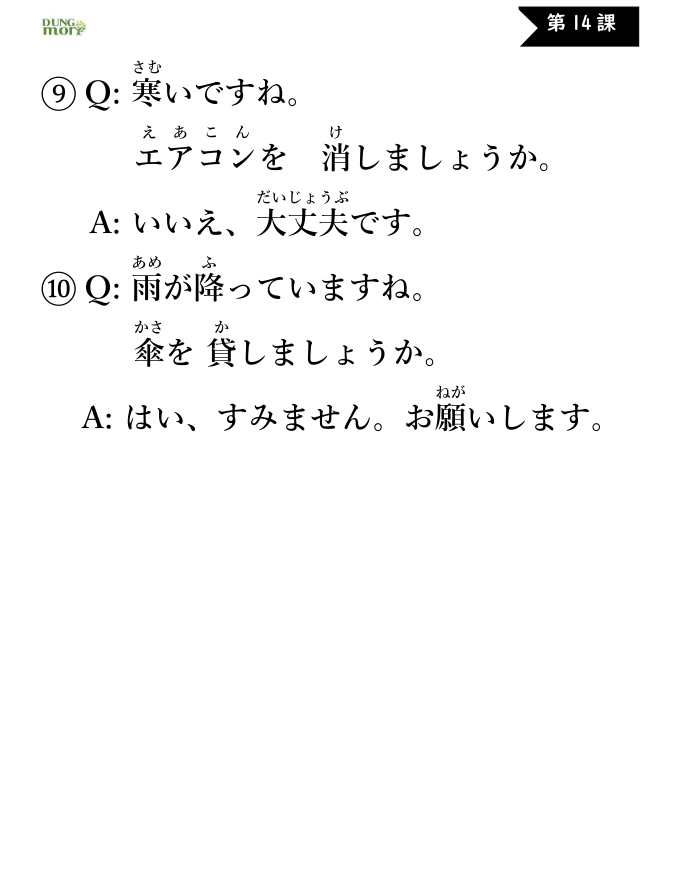 DUNG
mori
第14課
さむ
⑨ Q: 寒いですね。
え あ こ ん け
エアコンを 消しましょうか。
だいじょうぶ
A: いいえ、大丈夫です。
あめ ふ
⑩ Q: 雨が降っていますね。
かさ か
傘を 貸しましょうか。
ねが
A: はい、すみません。お願いします。